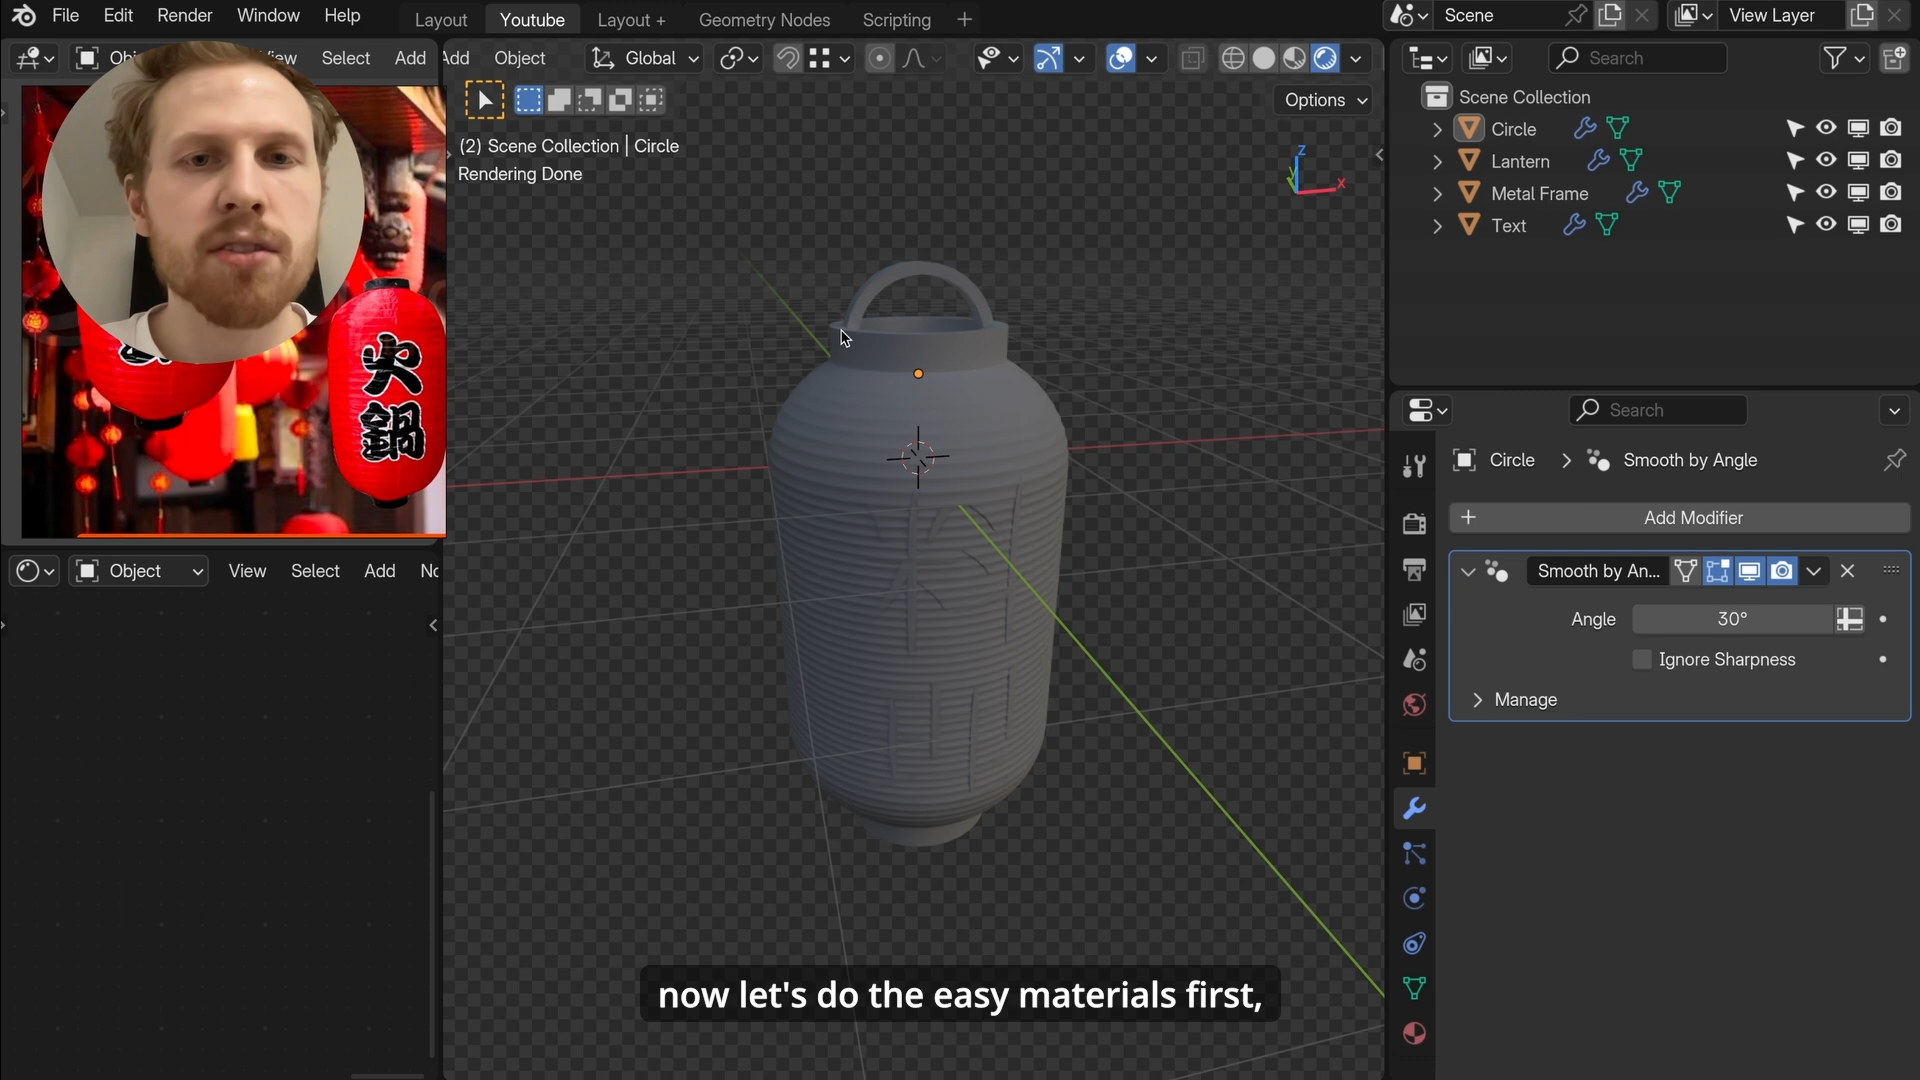 File Edit Render Window Help
Layout Youtube Layout + Geometry Nodes Scripting
Scene
View Layer
Select Add
Object
Global
Search
Options
(2) Scene Collection | Circle
Rendering Done
Z
X
火
鍋
Scene Collection
Circle
Lantern
Metal Frame
Text
Search
Circle > Smooth by Angle
Add Modifier
Smooth by An...
Angle 30°
Ignore Sharpness
Manage
Object View Select Add
now let's do the easy materials first,